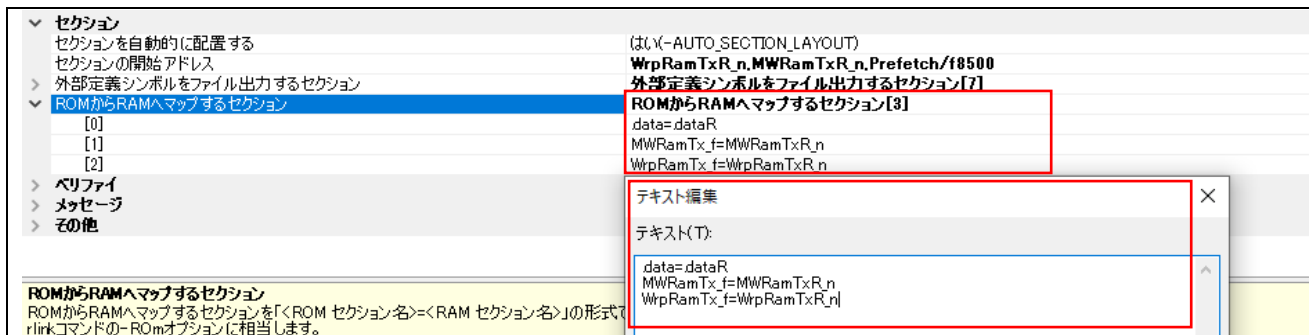 セクション
セクションを自動的に配置する はい(-AUTO_SECTION_LAYOUT)
セクションの開始アドレス WrpRamTxR_n,MWRamTxR_n,Prefetch/f8500
外部定義シンボルをファイル出力するセクション 外部定義シンボルをファイル出力するセクション[7]
ROMからRAMへマップするセクション ROMからRAMへマップするセクション[3]
[0] .data=.dataR
[1] MWRamTx_f=MWRamTxR_n
[2] WrpRamTx_f=WrpRamTxR_n
ベリファイ
メッセージ
その他
テキスト編集
テキスト(T):
.data=.dataR
MWRamTx_f=MWRamTxR_n
WrpRamTx_f=WrpRamTxR_n
ROMからRAMへマップするセクション
ROMからRAMへマップするセクションを「<ROM セクション名>=<RAM セクション名>」の形式で
rlinkコマンドの-ROmオプションに相当します。